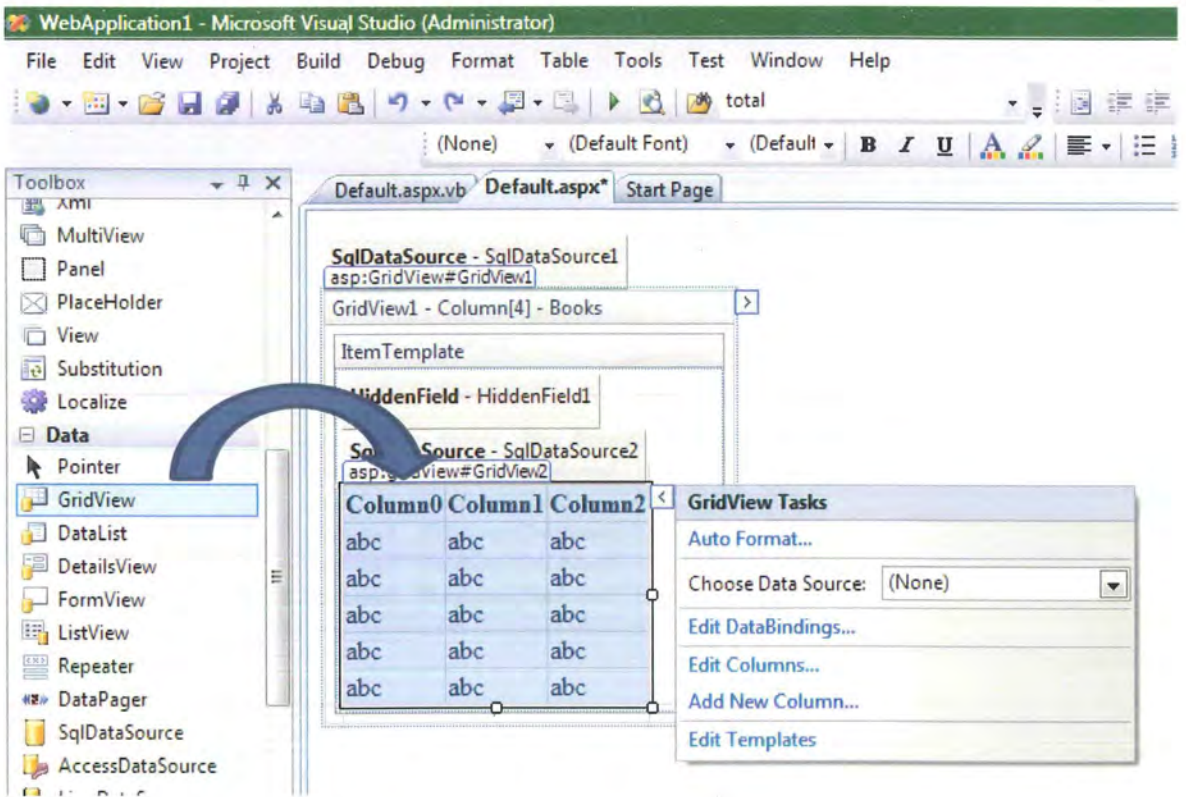 WebApplication1 - Microsoft Visual Studio (Administrator)
File Edit View Project Build Debug Format Table Tools Test Window Help
total
(None) (Default Font) (Default B I U A
Toolbox
Default.aspx.vb Default.aspx* Start Page
Xml
MultiView
Panel
PlaceHolder
View
Substitution
Localize
Data
Pointer
GridView
DataList
DetailsView
FormView
ListView
Repeater
DataPager
SqlDataSource
AccessDataSource
SqlDataSource - SqlDataSource1
asp:GridView#GridView1
GridView1 - Column[4] - Books
ItemTemplate
HiddenField - HiddenField1
Source - SqlDataSource2
#GridView2
Column0 Column1 Column2
abc abc abc
abc abc abc
abc abc abc
abc abc abc
abc abc abc
GridView Tasks
Auto Format...
Choose Data Source: (None)
Edit DataBindings...
Edit Columns...
Add New Column...
Edit Templates